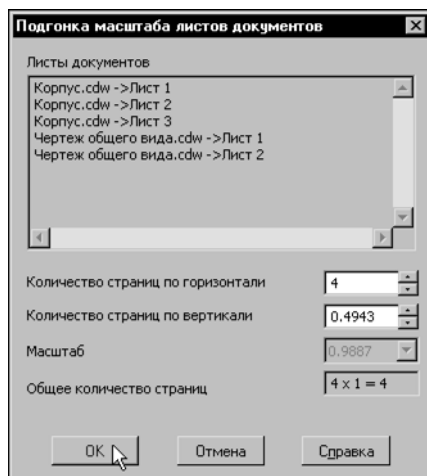 Подгонка масштаба листов документов
Листы документов
Корпус.cdw ->Лист 1
Корпус.cdw ->Лист 2
Корпус.cdw ->Лист 3
Чертеж общего вида.cdw ->Лист 1
Чертеж общего вида.cdw ->Лист 2
Количество страниц по горизонтали 4
Количество страниц по вертикали 0.4943
Масштаб 0.9887
Общее количество страниц 4 x 1 = 4
OK Отмена Справка